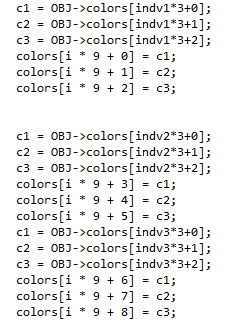 c1 = OBJ->colors[indv1*3+0];
c2 = OBJ->colors[indv1*3+1];
c3 = OBJ->colors[indv1*3+2];
colors[i * 9 + 0] = c1;
colors[i * 9 + 1] = c2;
colors[i * 9 + 2] = c3;
c1 = OBJ->colors[indv2*3+0];
c2 = OBJ->colors[indv2*3+1];
c3 = OBJ->colors[indv2*3+2];
colors[i * 9 + 3] = c1;
colors[i * 9 + 4] = c2;
colors[i * 9 + 5] = c3;
c1 = OBJ->colors[indv3*3+0];
c2 = OBJ->colors[indv3*3+1];
c3 = OBJ->colors[indv3*3+2];
colors[i * 9 + 6] = c1;
colors[i * 9 + 7] = c2;
colors[i * 9 + 8] = c3;